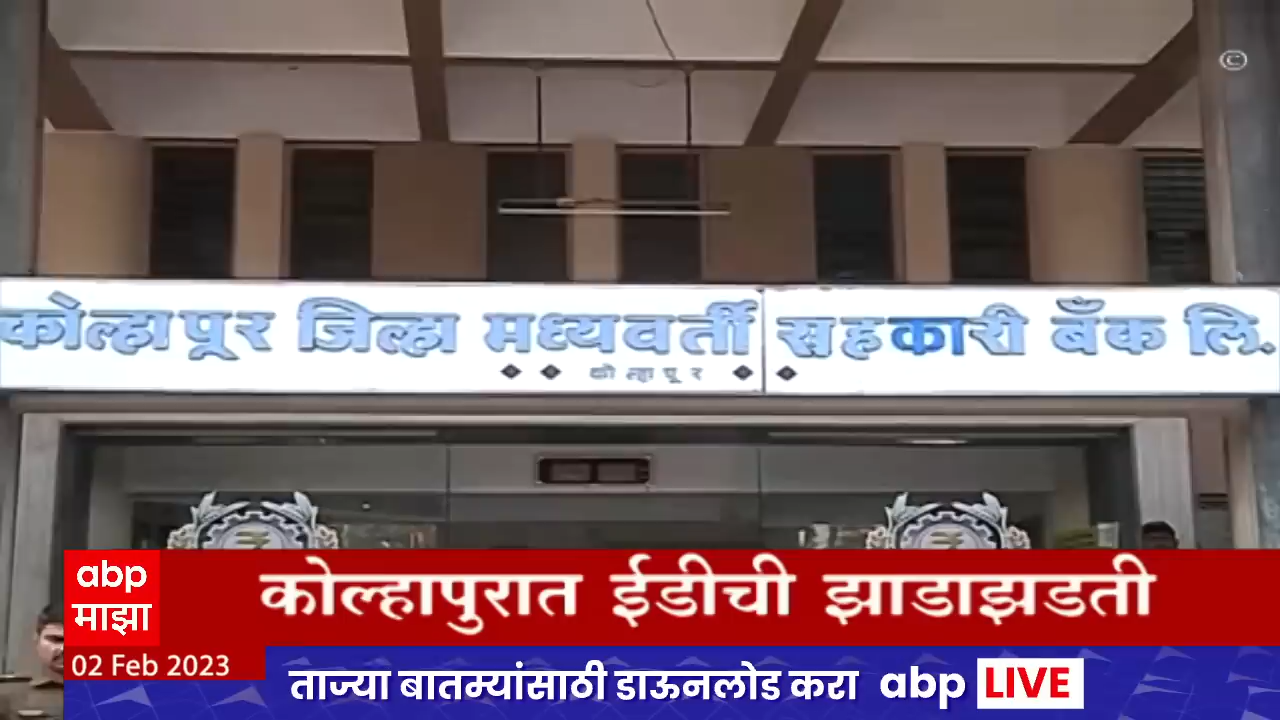 ©
कोल्हापूर जिल्हा मध्यवर्ती सहकारी बँक लि.
कोल्हापूर
abp
माझा
कोल्हापुरात ईडीची झाडाझडती
02 Feb 2023
ताज्या बातम्यांसाठी डाऊनलोड करा abp LIVE